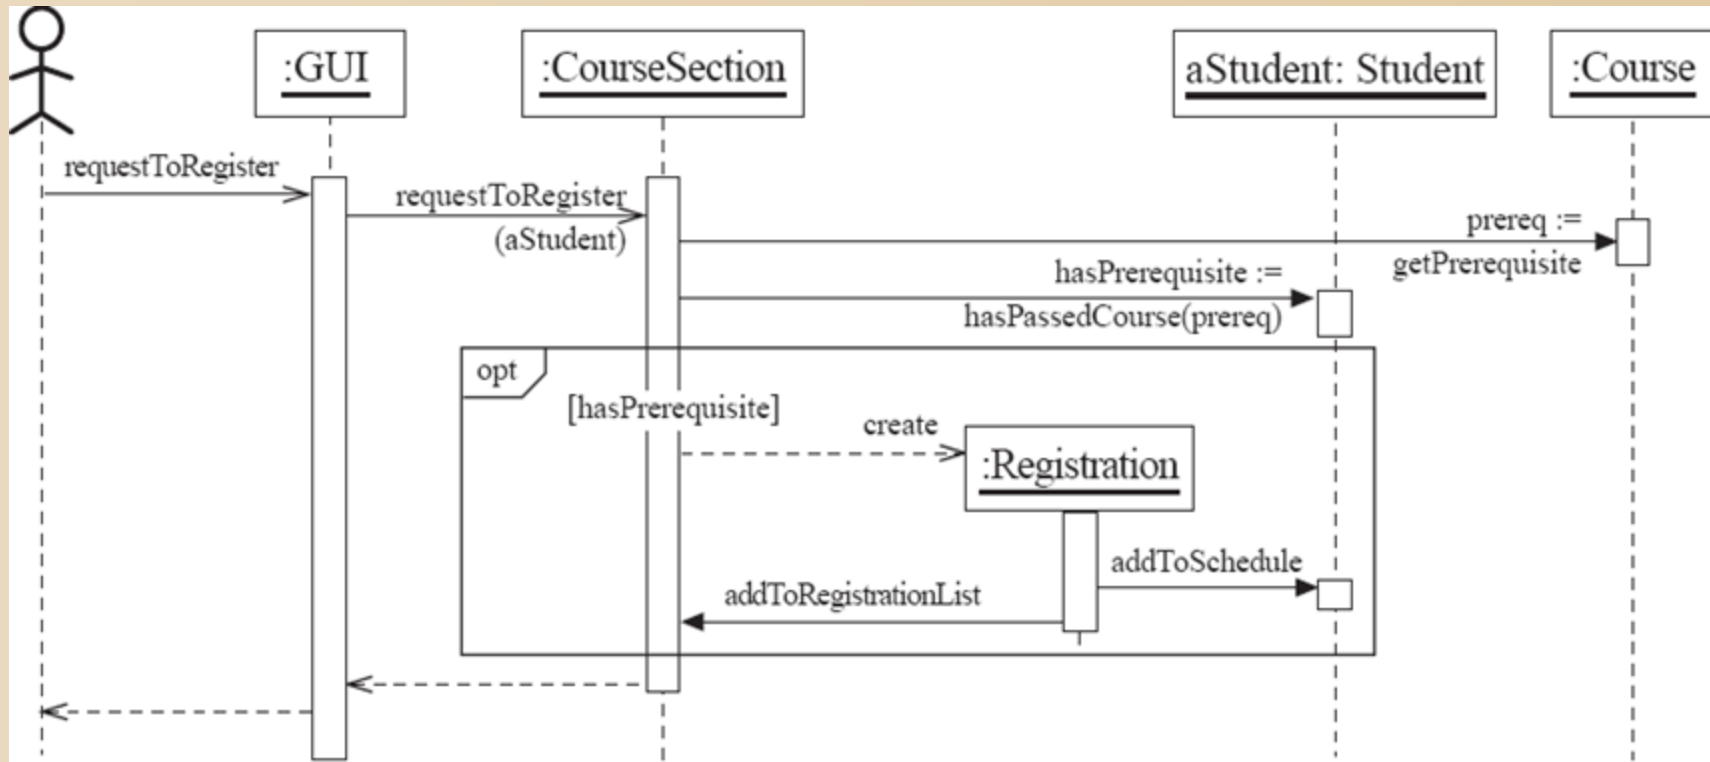 :GUI
:CourseSection
aStudent: Student
:Course
requestToRegister
requestToRegister
(aStudent)
prereq :=
getPrerequisite
hasPrerequisite :=
hasPassedCourse(prereq)
opt
[hasPrerequisite]
create
:Registration
addToSchedule
addToRegistrationList